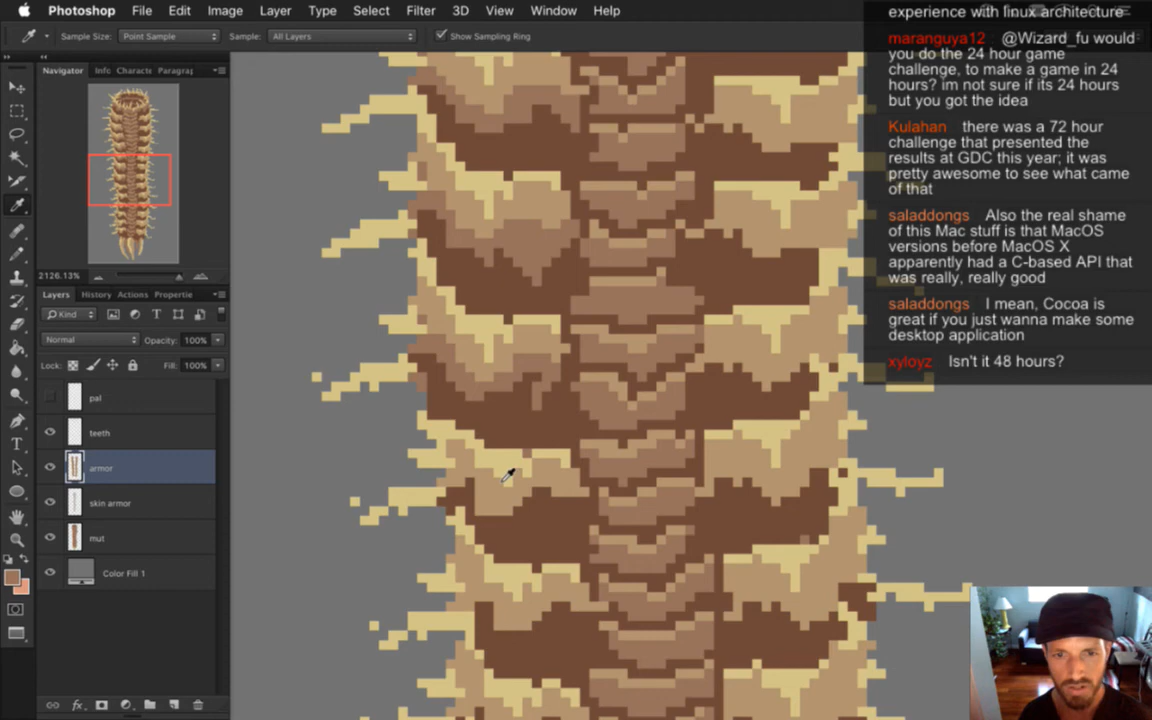 Photoshop File Edit Image Layer Type Select Filter 3D View Window Help
Sample Size: Point Sample Sample: All Layers Show Sampling Ring
Navigator Info Characte Paragraj
2126.13%
Layers History Actions Propertie
Kind
Normal Opacity: 100%
Lock: Fill: 100%
pal
teeth
armor
skin armor
mut
Color Fill 1
fx
experience with linux architecture
maranguya12 @Wizard_fu would
you do the 24 hour game
challenge, to make a game in 24
hours? im not sure if its 24 hours
but you got the idea
Kulahan there was a 72 hour
challenge that presented the
results at GDC this year; it was
pretty awesome to see what came
of that
saladdongs Also the real shame
of this Mac stuff is that MacOS
versions before MacOS X
apparently had a C-based API that
was really, really good
saladdongs I mean, Cocoa is
great if you just wanna make some
desktop application
xyloyz Isn't it 48 hours?